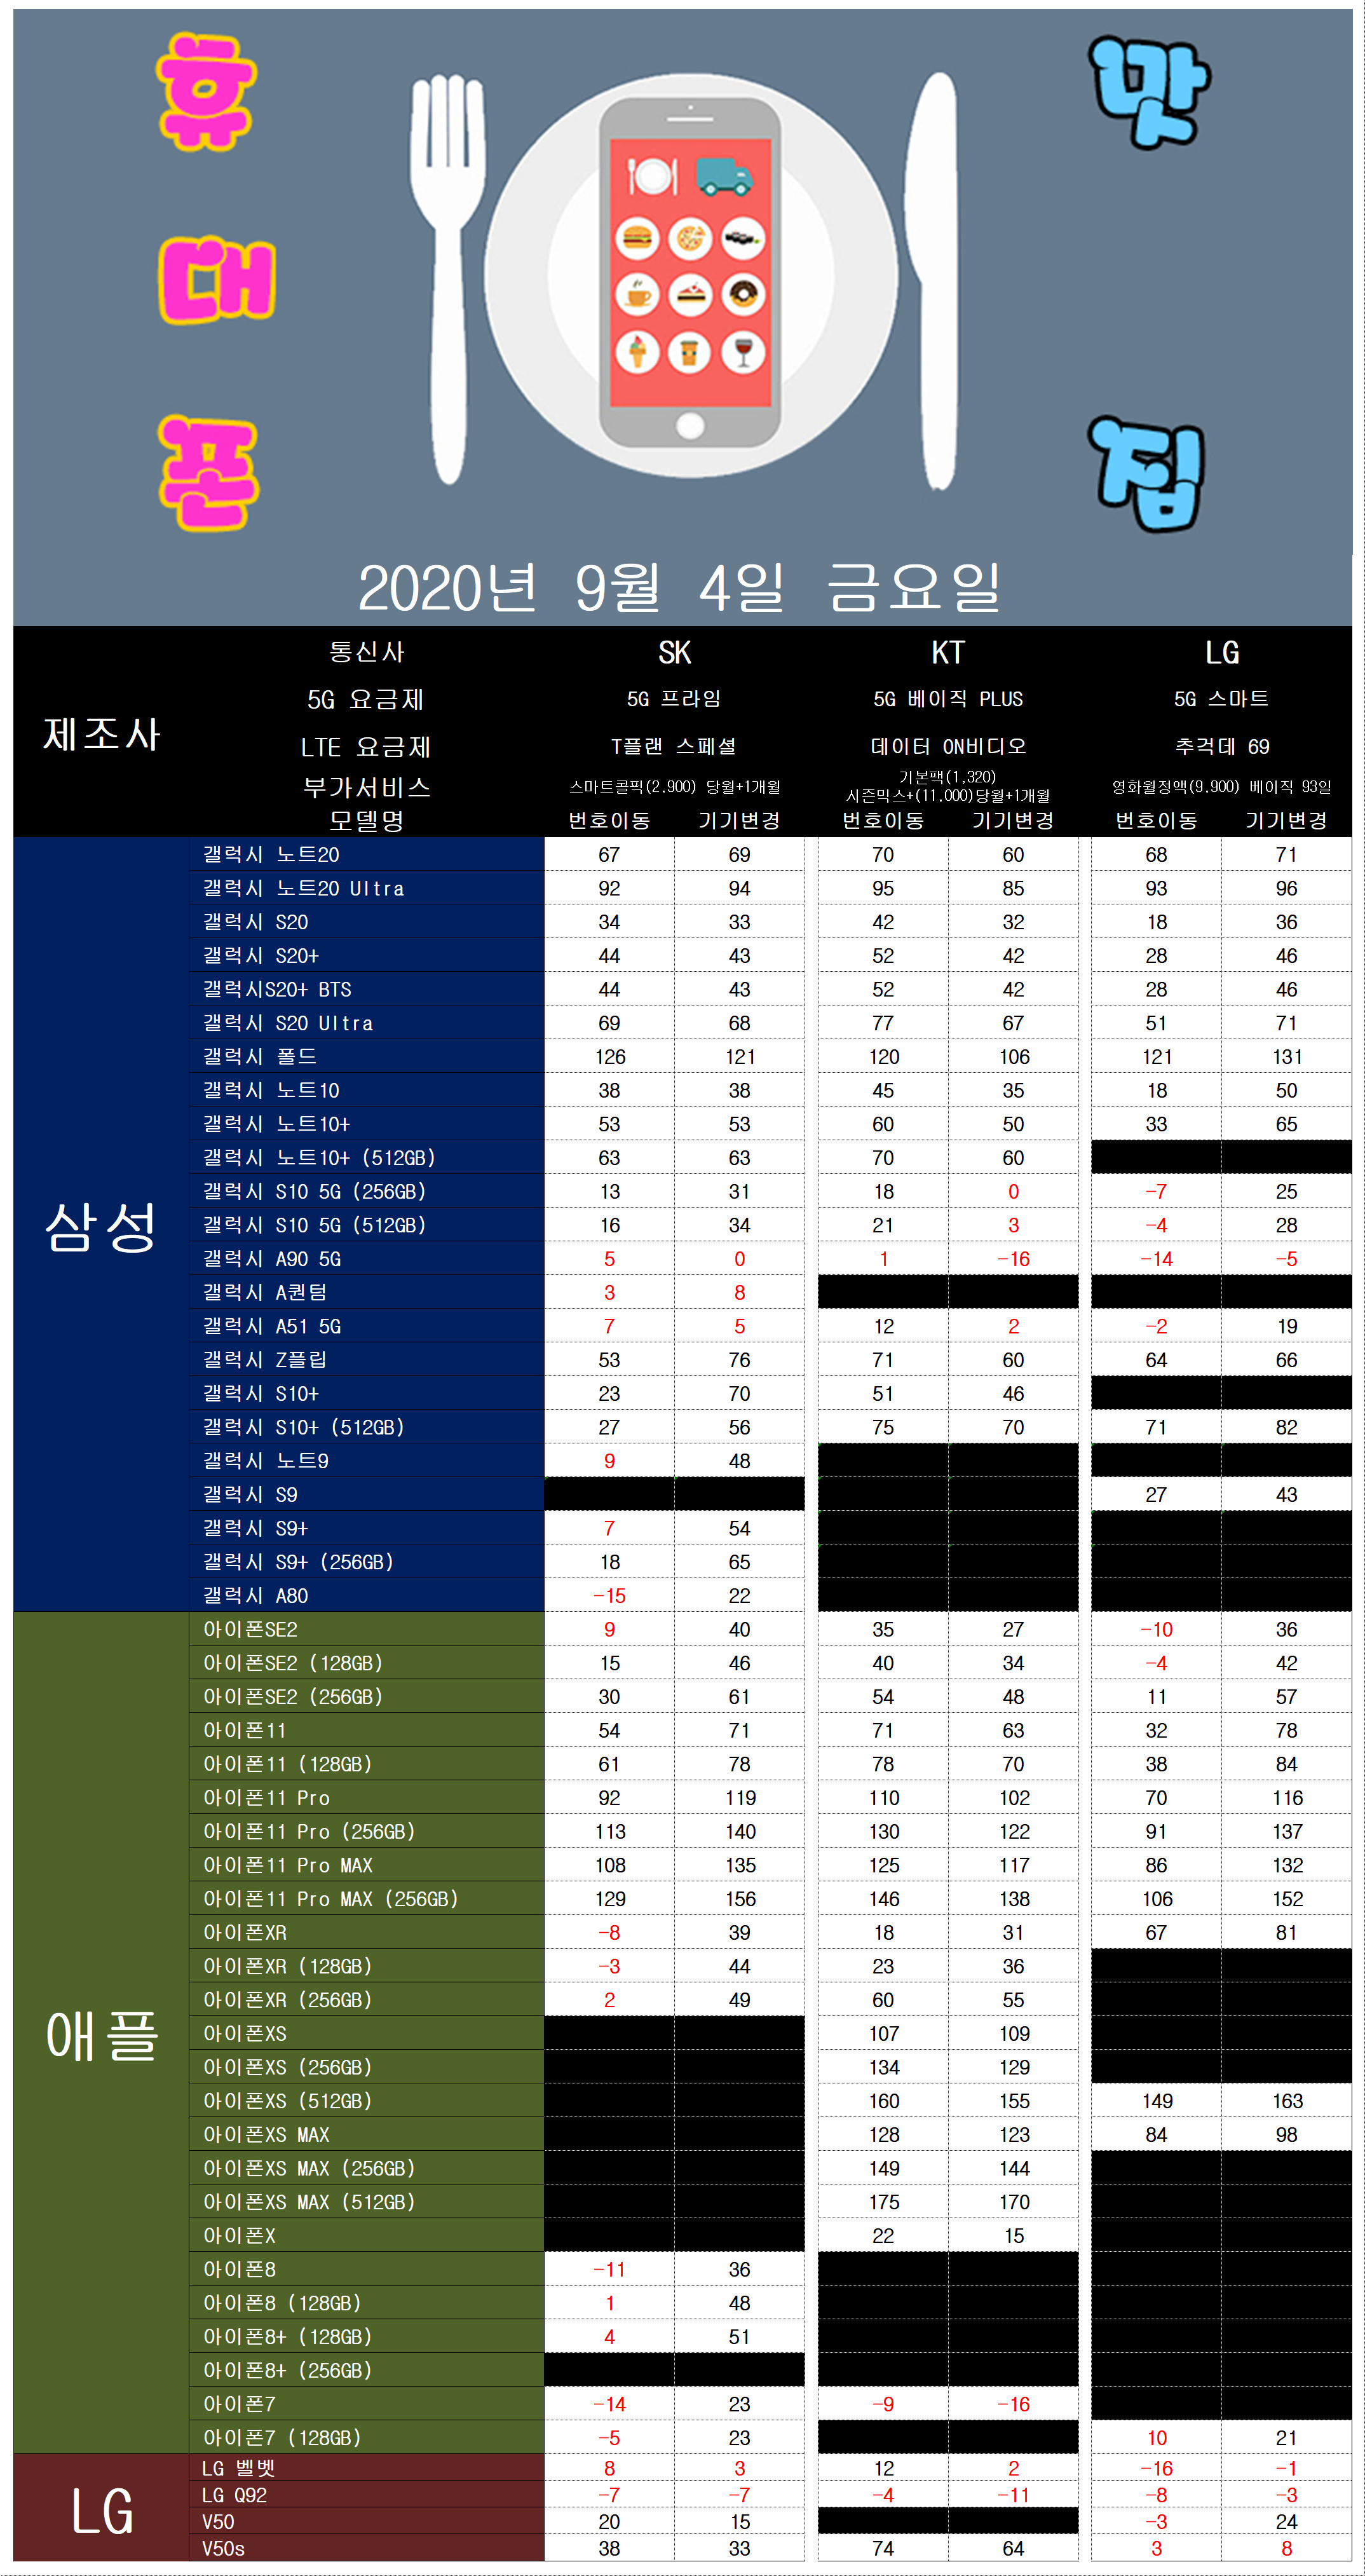 휴 맛
대
폰 집
2020년 9월 4일 금요일
제조사
통신사 SK KT LG
5G 요금제 5G 프라임 5G 베이직 PLUS 5G 스마트
LTE 요금제 T플랜 스페셜 데이터 ON비디오 추걱데 69
부가서비스 스마트콜픽(2,900) 당월+1개월 기본팩(1,320) 시즌믹스+(11,000)당월+1개월 영화월정액(9,900) 베이직 93일
모델명 번호이동 기기변경 번호이동 기기변경 번호이동 기기변경
삼성
갤럭시 노트20 67 69 70 60 68 71
갤럭시 노트20 Ultra 92 94 95 85 93 96
갤럭시 S20 34 33 42 32 18 36
갤럭시 S20+ 44 43 52 42 28 46
갤럭시S20+ BTS 44 43 52 42 28 46
갤럭시 S20 Ultra 69 68 77 67 51 71
갤럭시 폴드 126 121 120 106 121 131
갤럭시 노트10 38 38 45 35 18 50
갤럭시 노트10+ 53 53 60 50 33 65
갤럭시 노트10+ (512GB) 63 63 70 60
갤럭시 S10 5G (256GB) 13 31 18 0 -7 25
갤럭시 S10 5G (512GB) 16 34 21 3 -4 28
갤럭시 A90 5G 5 0 1 -16 -14 -5
갤럭시 A퀀텀 3 8
갤럭시 A51 5G 7 5 12 2 -2 19
갤럭시 Z플립 53 76 71 60 64 66
갤럭시 S10+ 23 70 51 46
갤럭시 S10+ (512GB) 27 56 75 70 71 82
갤럭시 노트9 9 48
갤럭시 S9 27 43
갤럭시 S9+ 7 54
갤럭시 S9+ (256GB) 18 65
갤럭시 A80 -15 22
애플
아이폰SE2 9 40 35 27 -10 36
아이폰SE2 (128GB) 15 46 40 34 -4 42
아이폰SE2 (256GB) 30 61 54 48 11 57
아이폰11 54 71 71 63 32 78
아이폰11 (128GB) 61 78 78 70 38 84
아이폰11 Pro 92 119 110 102 70 116
아이폰11 Pro (256GB) 113 140 130 122 91 137
아이폰11 Pro MAX 108 135 125 117 86 132
아이폰11 Pro MAX (256GB) 129 156 146 138 106 152
아이폰XR -8 39 18 31 67 81
아이폰XR (128GB) -3 44 23 36
아이폰XR (256GB) 2 49 60 55
아이폰XS 107 109
아이폰XS (256GB) 134 129
아이폰XS (512GB) 160 155 149 163
아이폰XS MAX 128 123 84 98
아이폰XS MAX (256GB) 149 144
아이폰XS MAX (512GB) 175 170
아이폰X 22 15
아이폰8 -11 36
아이폰8 (128GB) 1 48
아이폰8+ (128GB) 4 51
아이폰8+ (256GB)
아이폰7 -14 23 -9 -16
아이폰7 (128GB) -5 23 10 21
LG
LG 벨벳 8 3 12 2 -16 -1
LG Q92 -7 -7 -4 -11 -8 -3
V50 20 15 -3 24
V50s 38 33 74 64 3 8